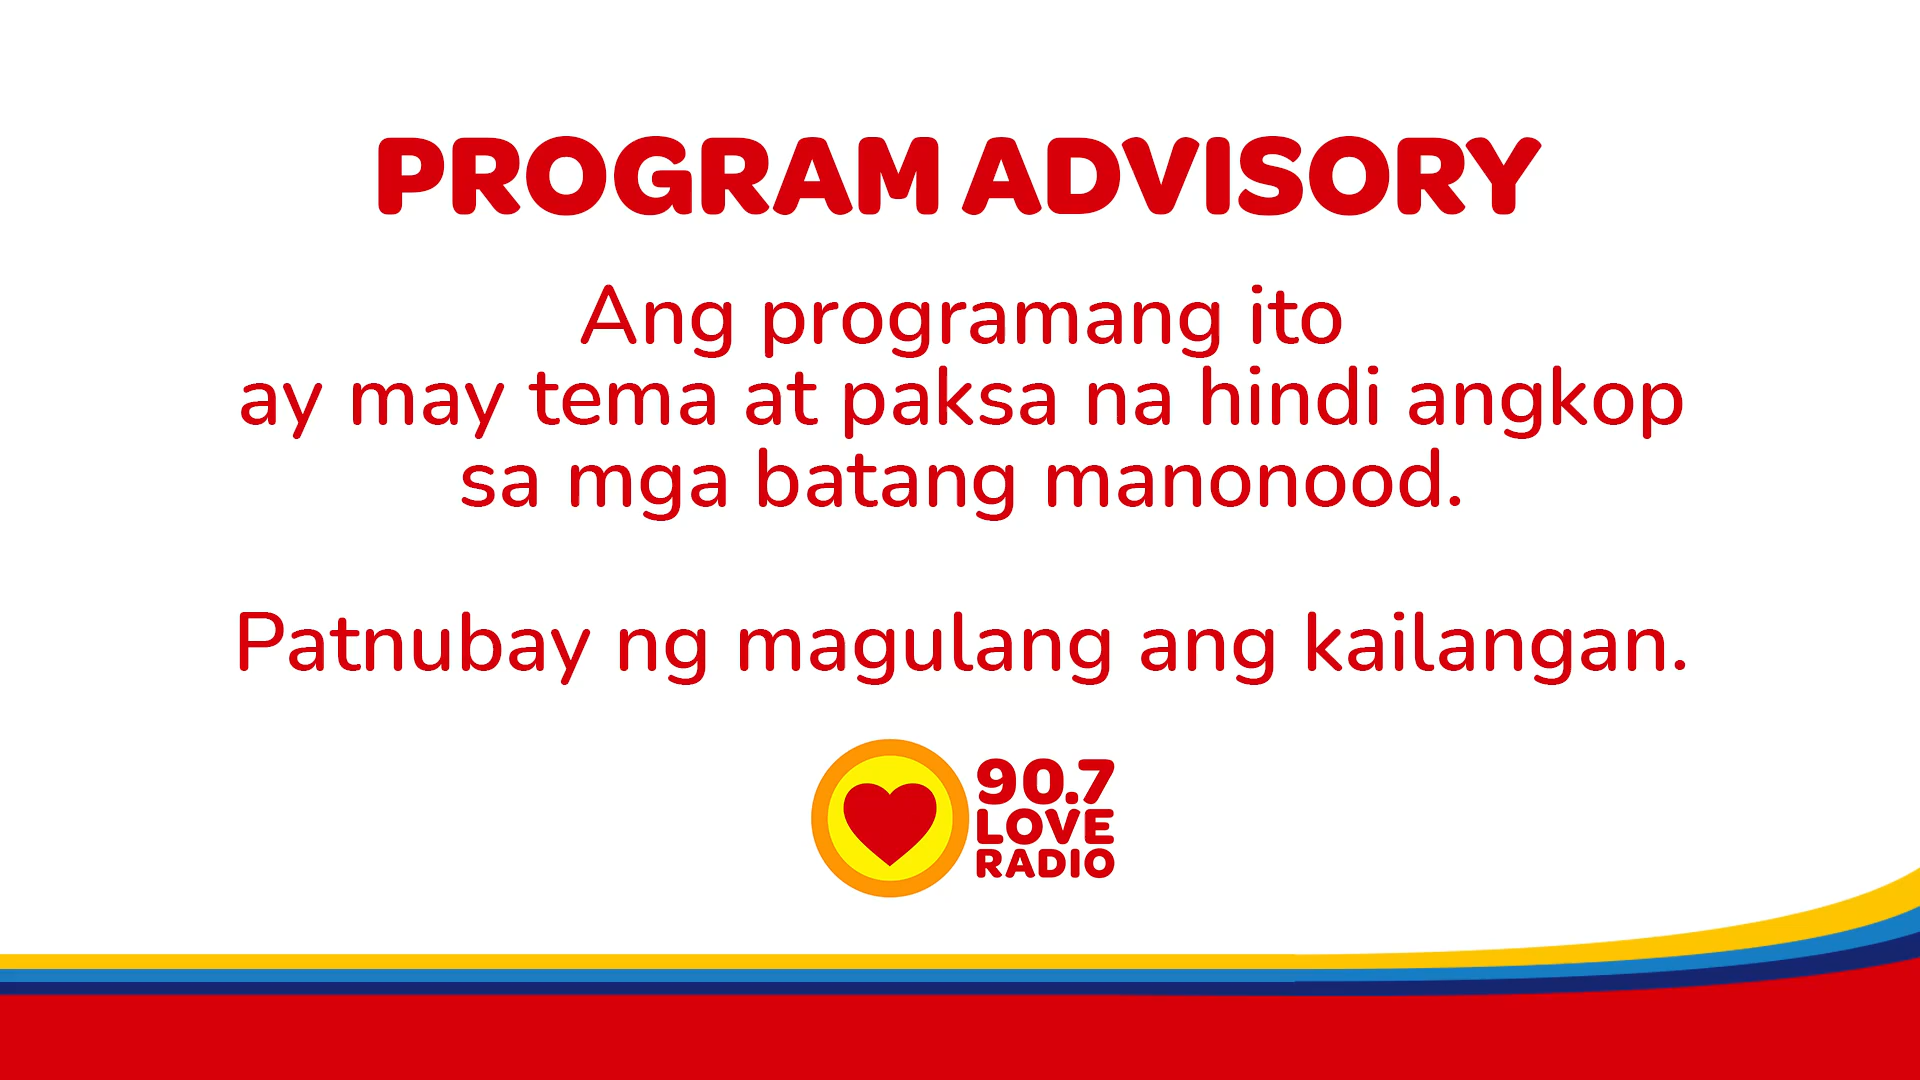 PROGRAM ADVISORY
Ang programang ito
ay may tema at paksa na hindi angkop
sa mga batang manonood.
Patnubay ng magulang ang kailangan.
90.7
LOVE
RADIO